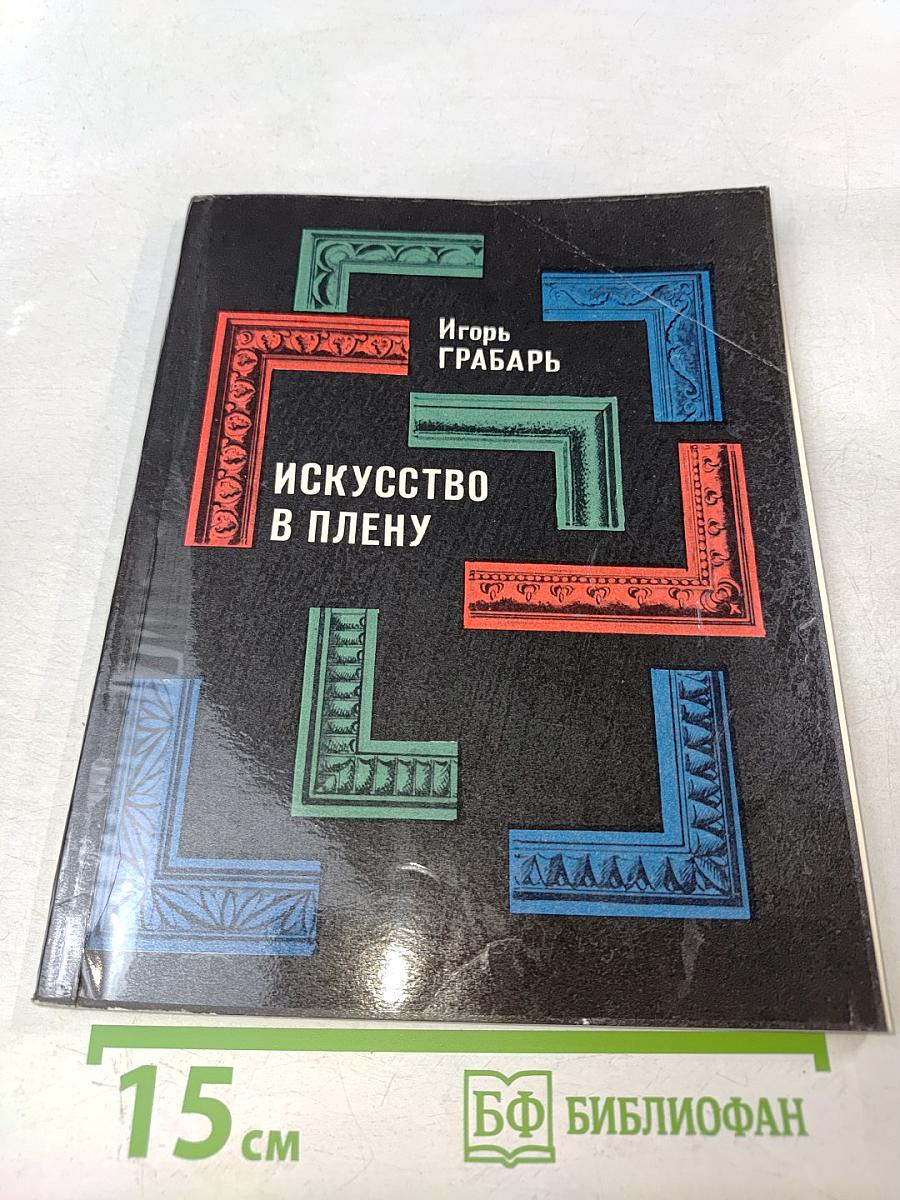 Игорь
ГРАБАРЬ
ИСКУССТВО
В ПЛЕНУ
15 см
БФ БИБЛИОФАН